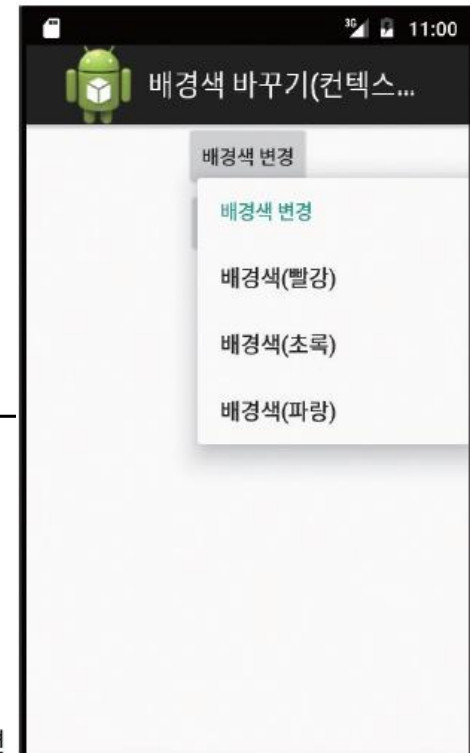 3G 11:00
배경색 바꾸기(컨텍스...
배경색 변경
배경색 변경
배경색(빨강)
배경색(초록)
배경색(파랑)